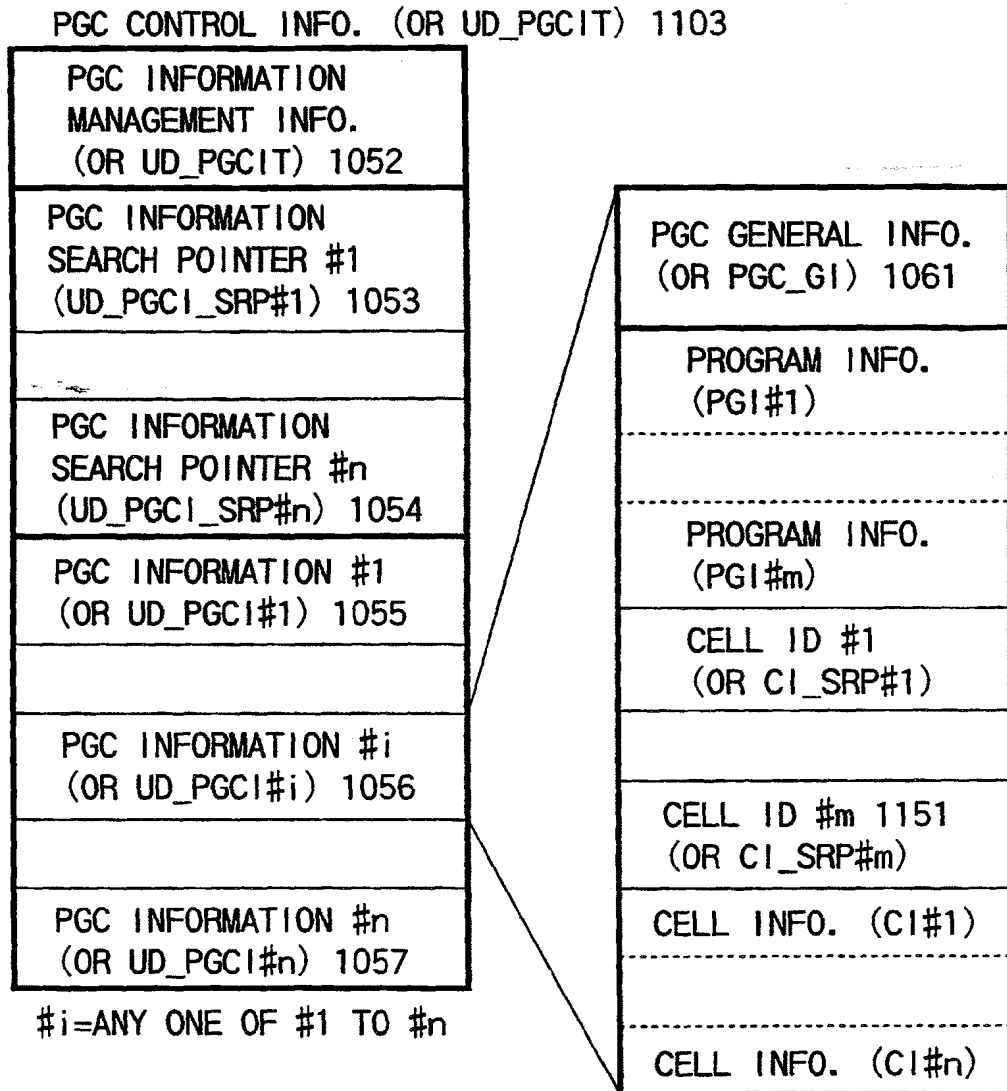 PGC CONTROL INFO. (OR UD_PGCIT) 1103
PGC INFORMATION
MANAGEMENT INFO.
(OR UD_PGCIT) 1052
PGC INFORMATION
SEARCH POINTER #1
(UD_PGCI_SRP#1) 1053
PGC INFORMATION
SEARCH POINTER #n
(UD_PGCI_SRP#n) 1054
PGC INFORMATION #1
(OR UD_PGCI#1) 1055
PGC INFORMATION #i
(OR UD_PGCI#i) 1056
PGC INFORMATION #n
(OR UD_PGCI#n) 1057
#i=ANY ONE OF #1 TO #n
PGC GENERAL INFO.
(OR PGC_GI) 1061
PROGRAM INFO.
(PGI#1)
PROGRAM INFO.
(PGI#m)
CELL ID #1
(OR CI_SRP#1)
CELL ID #m 1151
(OR CI_SRP#m)
CELL INFO. (CI#1)
CELL INFO. (CI#n)